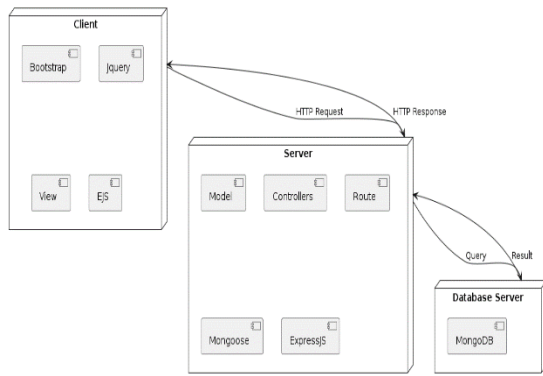 Client
Bootstrap
Jquery
HTTP Request
HTTP Response
Server
View
EJS
Model
Controllers
Route
Query
Result
Database Server
Mongoose
ExpressJS
MongoDB